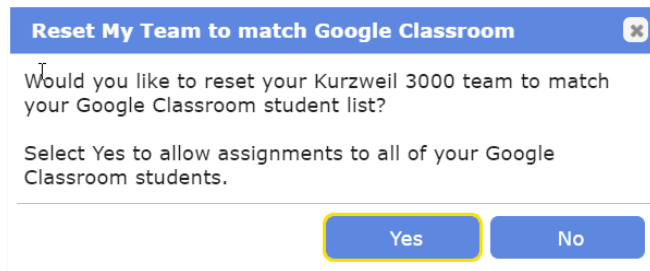 Reset My Team to match Google Classroom
Would you like to reset your Kurzweil 3000 team to match
your Google Classroom student list?
Select Yes to allow assignments to all of your Google
Classroom students.
Yes
No